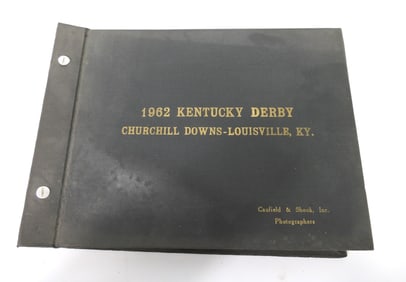 1962 KENTUCKY DERBY
CHURCHILL DOWNS-LOUISVILLE, KY.
Caufield & Shook, Inc.
Photographers